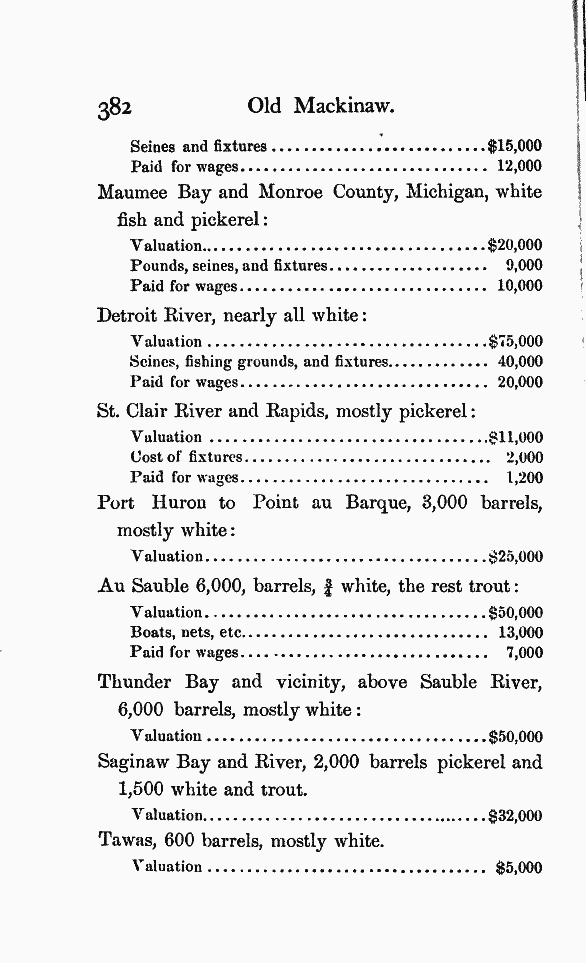 382 Old Mackinaw.
Seines and fixtures...........................$15,000
Paid for wages............................... 12,000
Maumee Bay and Monroe County, Michigan, white
fish and pickerel:
Valuation...................................$20,000
Pounds, seines, and fixtures.................... 9,000
Paid for wages............................... 10,000
Detroit River, nearly all white:
Valuation...................................$75,000
Seines, fishing grounds, and fixtures............. 40,000
Paid for wages............................... 20,000
St. Clair River and Rapids, mostly pickerel:
Valuation...................................$11,000
Cost of fixtures............................... 2,000
Paid for wages............................... 1,200
Port Huron to Point au Barque, 3,000 barrels,
mostly white:
Valuation...................................$25,000
Au Sauble 6,000, barrels, ¾ white, the rest trout:
Valuation...................................$50,000
Boats, nets, etc............................... 13,000
Paid for wages............................... 7,000
Thunder Bay and vicinity, above Sauble River,
6,000 barrels, mostly white:
Valuation...................................$50,000
Saginaw Bay and River, 2,000 barrels pickerel and
1,500 white and trout.
Valuation...................................$32,000
Tawas, 600 barrels, mostly white.
Valuation................................... $5,000